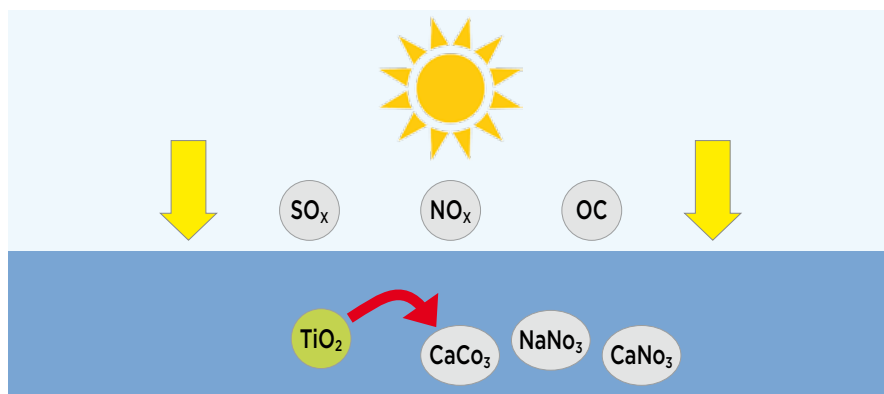 SOₓ
NOₓ
OC
TiO₂
CaCo₃
NaNo₃
CaNo₃